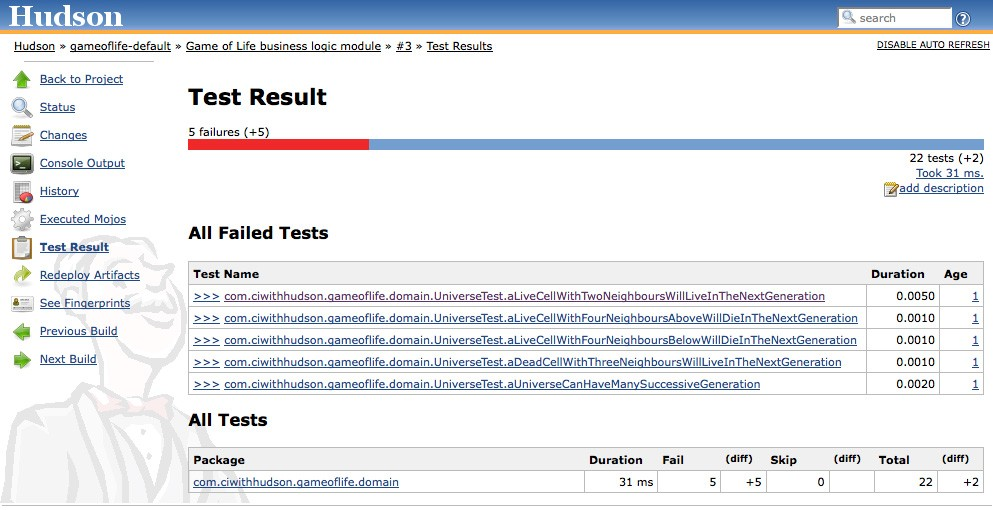 Hudson
search
Hudson » gameoflife-default » Game of Life business logic module » #3 » Test Results
DISABLE AUTO REFRESH
Back to Project
Status
Changes
Console Output
History
Executed Mojos
Test Result
Redeploy Artifacts
See Fingerprints
Previous Build
Next Build
Test Result
5 failures (+5)
22 tests (+2)
Took 31 ms.
add description
All Failed Tests
Test Name Duration Age
>>> com.ciwithhudson.gameoflife.domain.UniverseTest.aLiveCellWithTwoNeighboursWillLiveInTheNextGeneration 0.0050 1
>>> com.ciwithhudson.gameoflife.domain.UniverseTest.aLiveCellWithFourNeighboursAboveWillDieInTheNextGeneration 0.0010 1
>>> com.ciwithhudson.gameoflife.domain.UniverseTest.aLiveCellWithFourNeighboursBelowWillDieInTheNextGeneration 0.0010 1
>>> com.ciwithhudson.gameoflife.domain.UniverseTest.aDeadCellWithThreeNeighboursWillLiveInTheNextGeneration 0.0010 1
>>> com.ciwithhudson.gameoflife.domain.UniverseTest.aUniverseCanHaveManySuccessiveGeneration 0.0020 1
All Tests
Package Duration Fail (diff) Skip (diff) Total (diff)
com.ciwithhudson.gameoflife.domain 31 ms 5 +5 0 22 +2